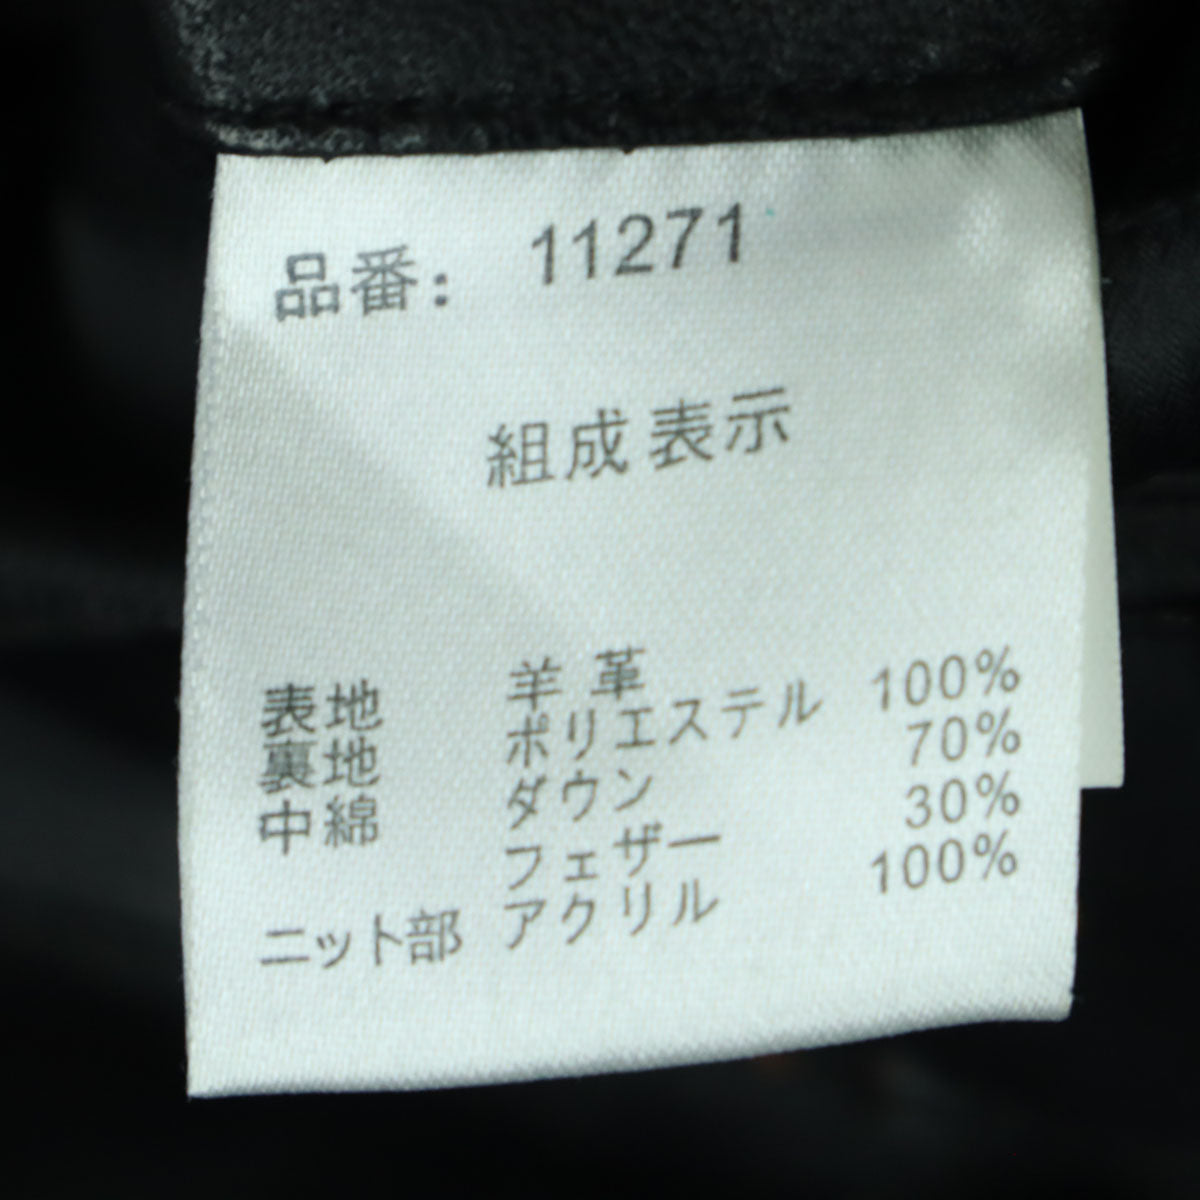 品番: 11271
組成表示
表地 羊革
裏地 ポリエステル 100%
中綿 ダウン 70%
フェザー 30%
ニット部 アクリル 100%